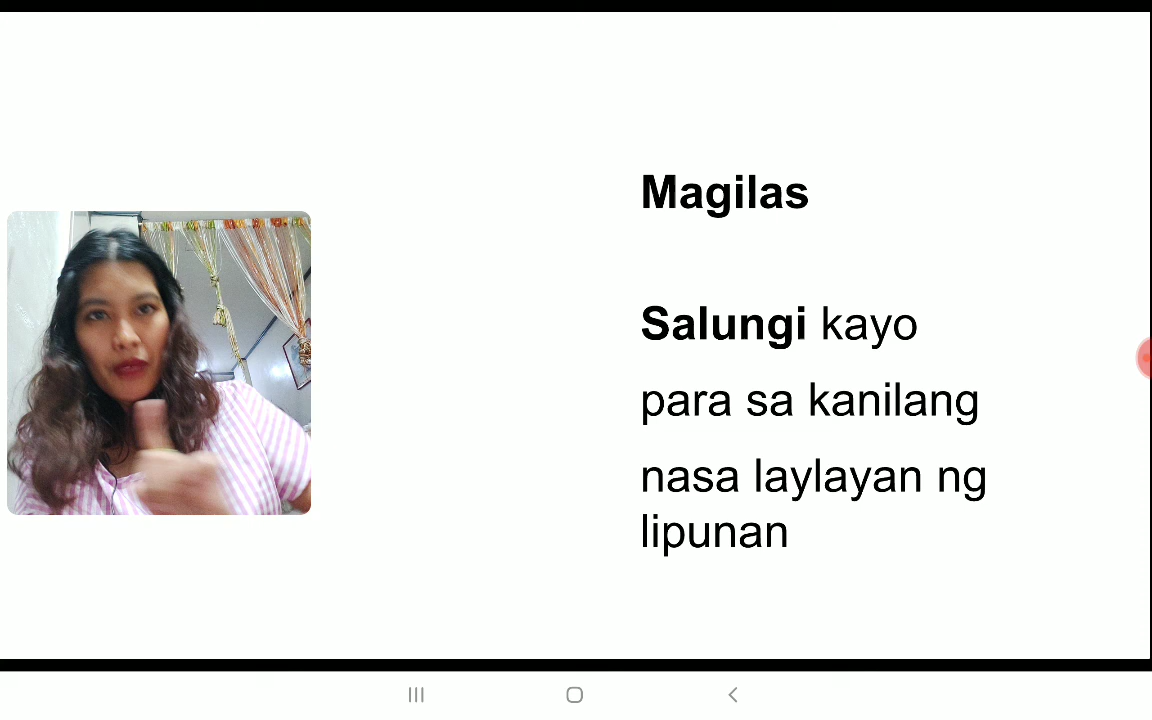 Magilas
Salungi kayo
para sa kanilang
nasa laylayan ng
lipunan